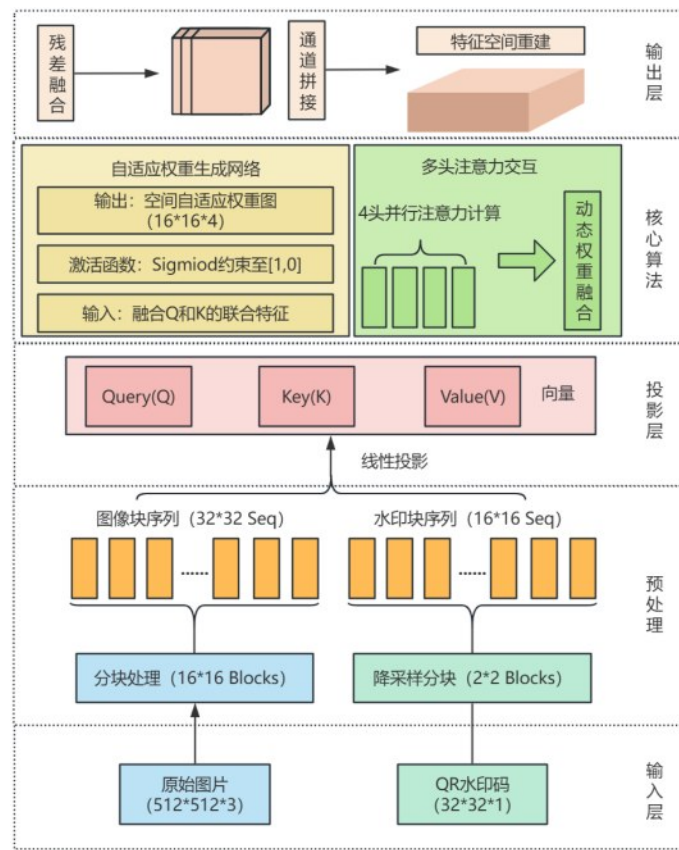 残差融合
通道拼接
特征空间重建
输出层
自适应权重生成网络
输出：空间自适应权重图
(16*16*4)
激活函数：Sigmiod约束至[1,0]
输入：融合Q和K的联合特征
多头注意力交互
4头并行注意力计算
动态权重融合
核心算法
Query(Q)
Key(K)
Value(V)
向量
投影层
线性投影
图像块序列（32*32 Seq）
水印块序列（16*16 Seq）
......
......
预处理
分块处理（16*16 Blocks）
降采样分块（2*2 Blocks）
原始图片
(512*512*3)
QR水印码
(32*32*1)
输入层